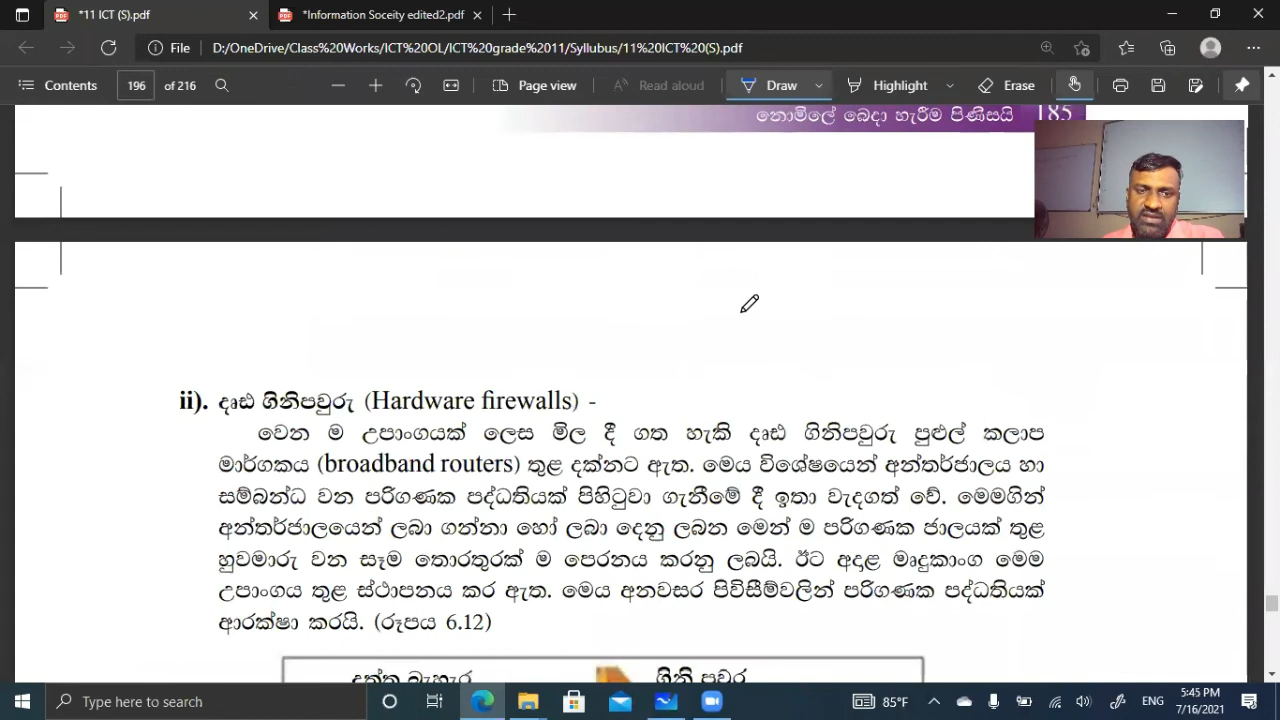 *11 ICT (S).pdf
*Information Soceity edited2.pdf
File D:/OneDrive/Class%20Works/ICT%20OL/ICT%20grade%2011/Syllabus/11%20ICT%20(S).pdf
Contents 196 of 216 Page view Read aloud Draw Highlight Erase
නොමිලේ බෙදා හැරීම පිණිසයි 185
ii). දෘඪ ගිනිපවුරු (Hardware firewalls) -
වෙන ම උපාංගයක් ලෙස මිල දී ගත හැකි දෘඪ ගිනිපවුරු පුළුල් කලාප
මාර්ගකය (broadband routers) තුළ දක්නට ඇත. මෙය විශේෂයෙන් අන්තර්ජාලය හා
සම්බන්ධ වන පරිගණක පද්ධතියක් පිහිටුවා ගැනීමේ දී ඉතා වැදගත් වේ. මෙමගින්
අන්තර්ජාලයෙන් ලබා ගන්නා හෝ ලබා දෙනු ලබන මෙන් ම පරිගණක ජාලයක් තුළ
හුවමාරු වන සෑම තොරතුරක් ම පෙරනය කරනු ලබයි. ඊට අදාළ මෘදුකාංග මෙම
උපාංගය තුළ ස්ථාපනය කර ඇත. මෙය අනවසර පිවිසීම්වලින් පරිගණක පද්ධතියක්
ආරක්ෂා කරයි. (රූපය 6.12)
දත්ත බැහැර ගිනි පවුර
Type here to search 85°F ENG 5:45 PM
7/16/2021